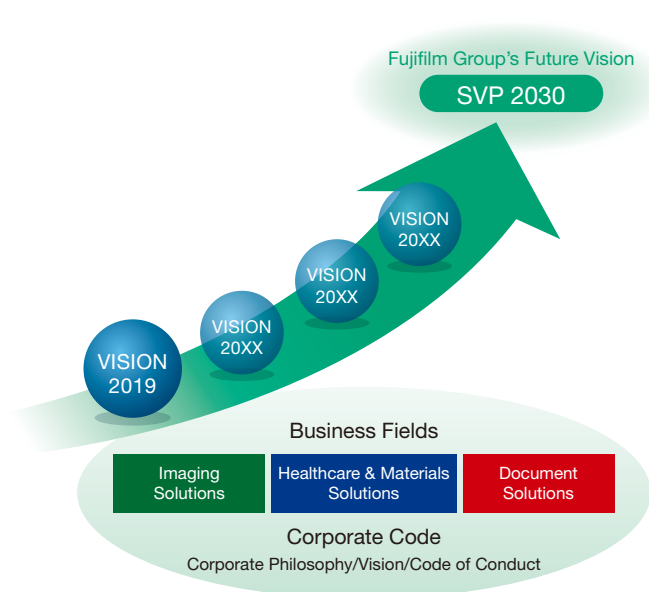 Fujifilm Group's Future Vision
SVP 2030
VISION
20XX
VISION
20XX
VISION
20XX
VISION
2019
Business Fields
Imaging
Solutions
Healthcare & Materials
Solutions
Document
Solutions
Corporate Code
Corporate Philosophy/Vision/Code of Conduct